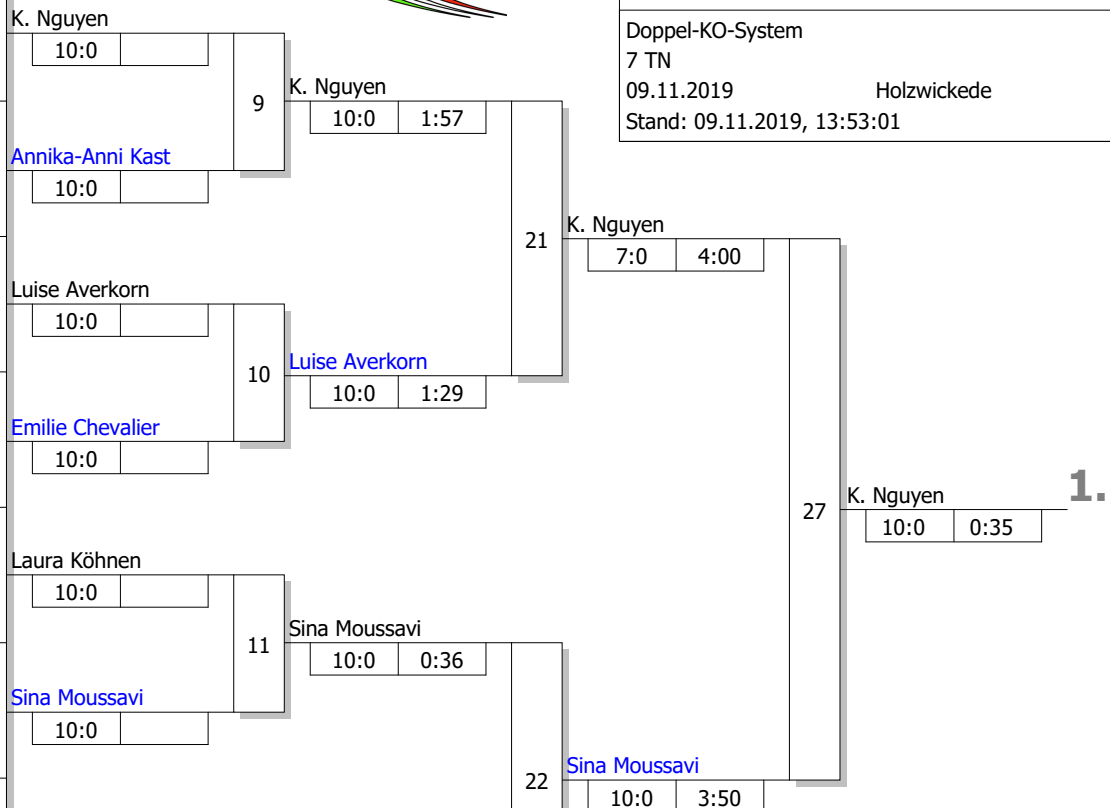 K. Nguyen
10:0
Annika-Anni Kast
10:0
9
K. Nguyen
10:0 1:57
Luise Averkorn
10:0
Emilie Chevalier
10:0
10
Luise Averkorn
10:0 1:29
21
K. Nguyen
7:0 4:00
Laura Köhnen
10:0
Sina Moussavi
10:0
11
Sina Moussavi
10:0 0:36
22
Sina Moussavi
10:0 3:50
27
K. Nguyen
10:0 0:35
1.
Doppel-KO-System
7 TN
09.11.2019 Holzwickede
Stand: 09.11.2019, 13:53:01